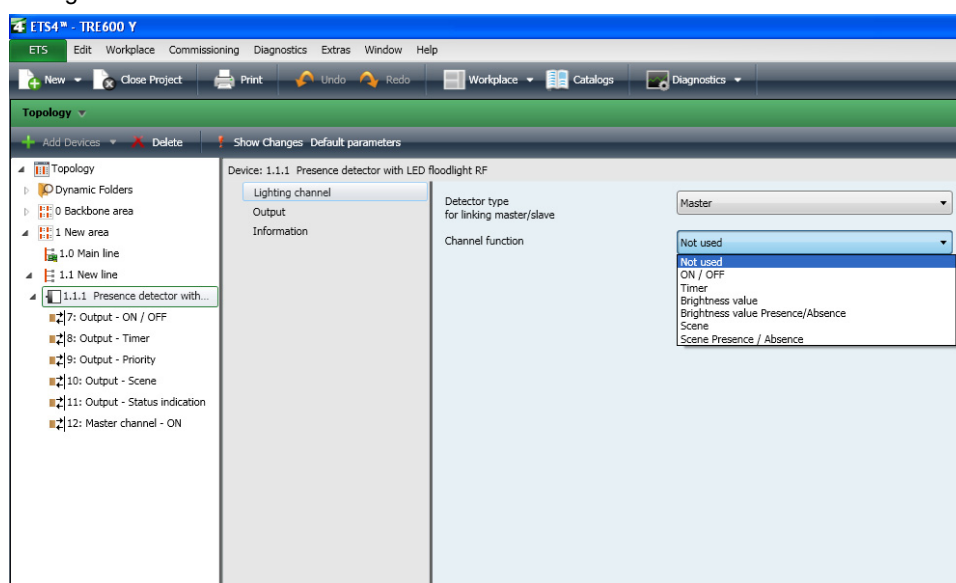 ETS4™ - TRE600 Y
ETS Edit Workplace Commissioning Diagnostics Extras Window Help
New Close Project Print Undo Redo Workplace Catalogs Diagnostics
Topology
Add Devices Delete Show Changes Default parameters
Topology
Dynamic Folders
0 Backbone area
1 New area
1.0 Main line
1.1 New line
1.1.1 Presence detector with...
7: Output - ON / OFF
8: Output - Timer
9: Output - Priority
10: Output - Scene
11: Output - Status indication
12: Master channel - ON
Device: 1.1.1 Presence detector with LED floodlight RF
Lighting channel
Output
Information
Detector type
for linking master/slave
Master
Channel function
Not used
Not used
ON / OFF
Timer
Brightness value
Brightness value Presence/Absence
Scene
Scene Presence / Absence